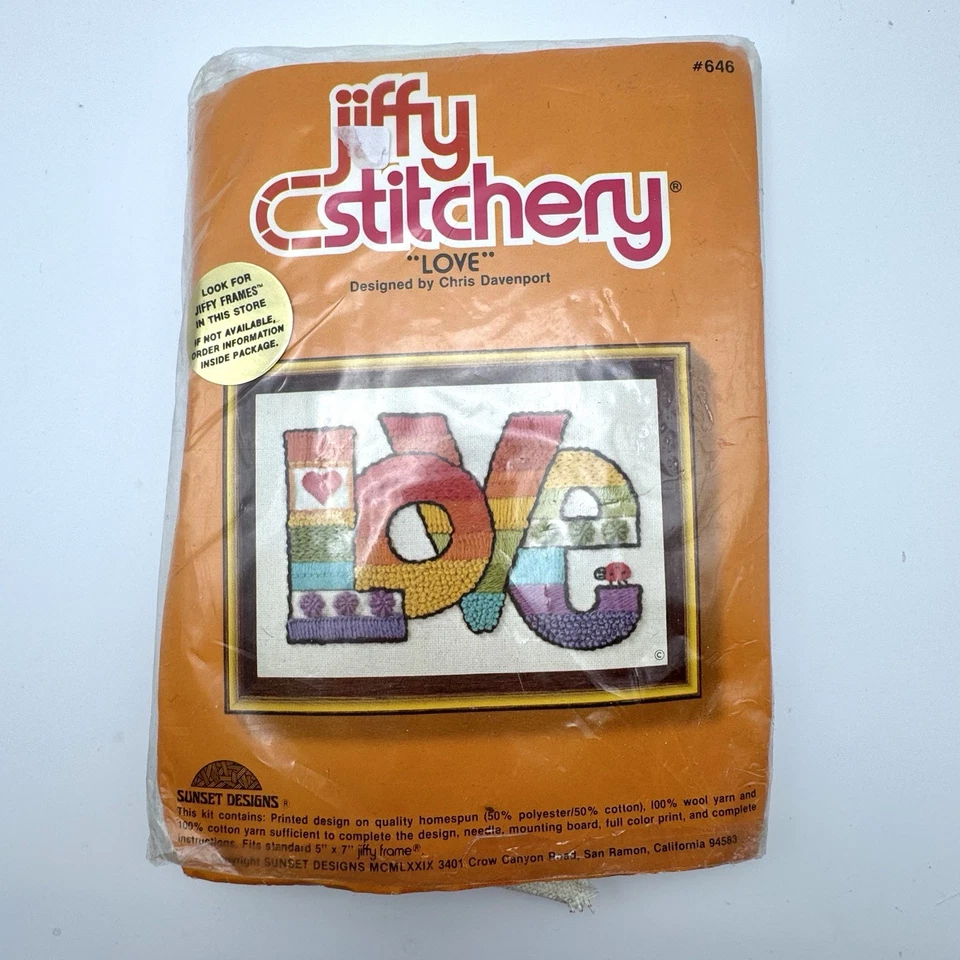 #646
jiffy
stitchery®
"LOVE"
Designed by Chris Davenport
LOOK FOR
JIFFY FRAMES™
IN THIS STORE
IF NOT AVAILABLE,
ORDER INFORMATION
INSIDE PACKAGE.
LOVe
©
SUNSET DESIGNS®
This kit contains: Printed design on quality homespun (50% polyester/50% cotton), 100% wool yarn and
100% cotton yarn sufficient to complete the design, needle, mounting board, full color print, and complete
instructions. Fits standard 5" x 7" jiffy frame®
Copyright SUNSET DESIGNS MCMLXXIX 3401 Crow Canyon Road, San Ramon, California 94583